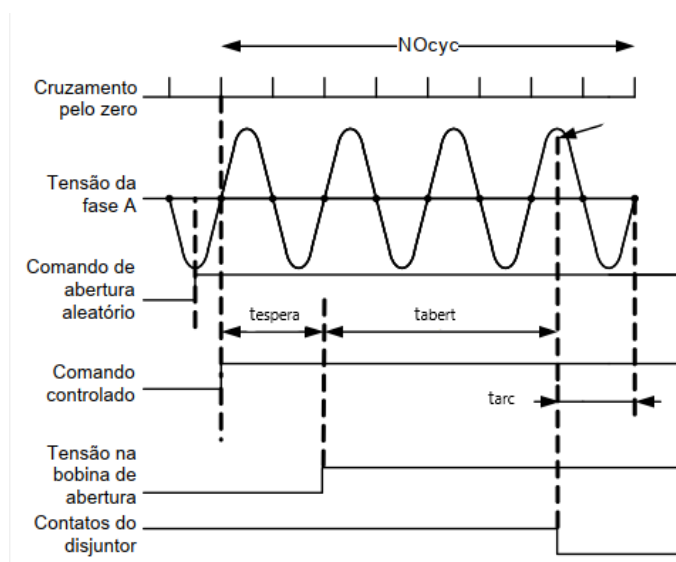 NOcyc
Cruzamento
pelo zero
Tensão da
fase A
Comando de
abertura
aleatório
tespera
tabert
Comando
controlado
tarc
Tensão na
bobina de
abertura
Contatos do
disjuntor